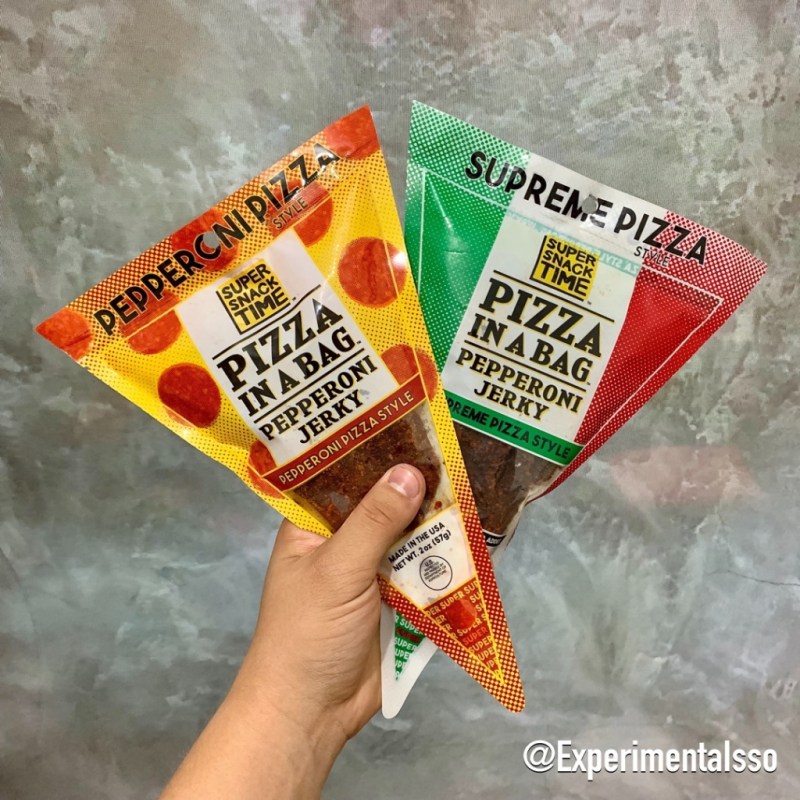 PEPPERONI PIZZA
STYLE
SUPER
SNACK
TIME
PIZZA
IN A BAG
PEPPERONI
JERKY
PEPPERONI PIZZA STYLE
MADE IN THE USA
NET WT. 2oz (57g)
SUPREME PIZZA
STYLE
SUPER
SNACK
TIME
PIZZA
IN A BAG
PEPPERONI
JERKY
PREME PIZZA STYLE
@Experimentalsso